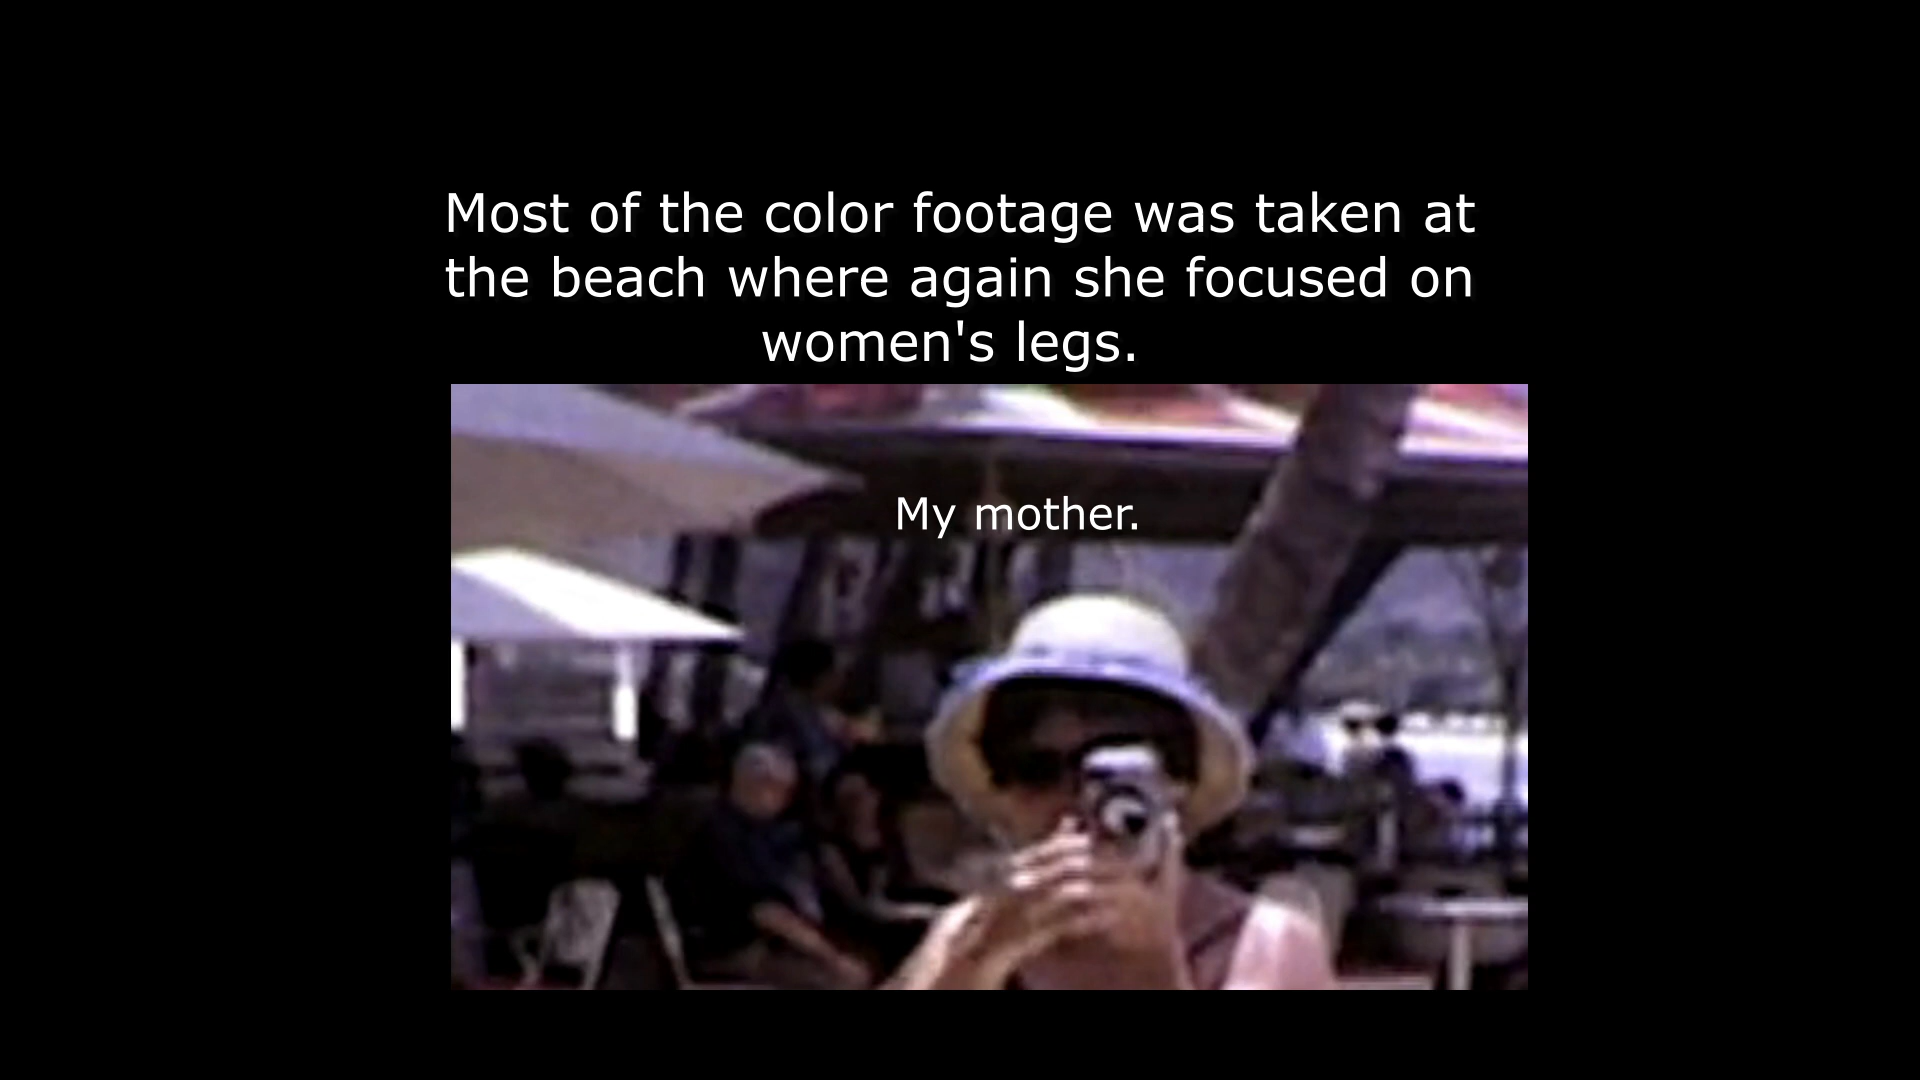 Most of the color footage was taken at
the beach where again she focused on
women's legs.
My mother.